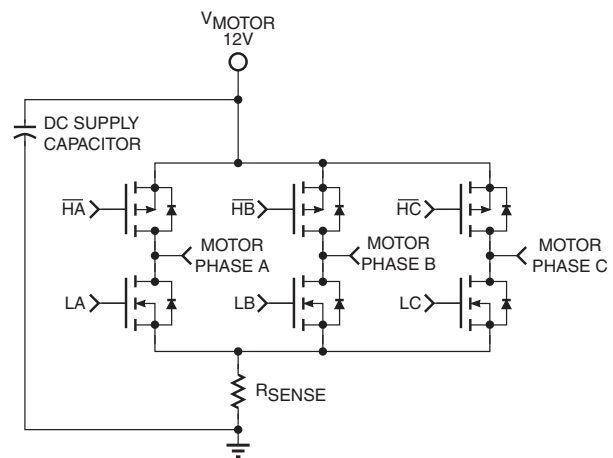 VMOTOR
12V
DC SUPPLY
CAPACITOR
HA
HB
HC
MOTOR
PHASE A
MOTOR
PHASE B
MOTOR
PHASE C
LA
LB
LC
RSENSE